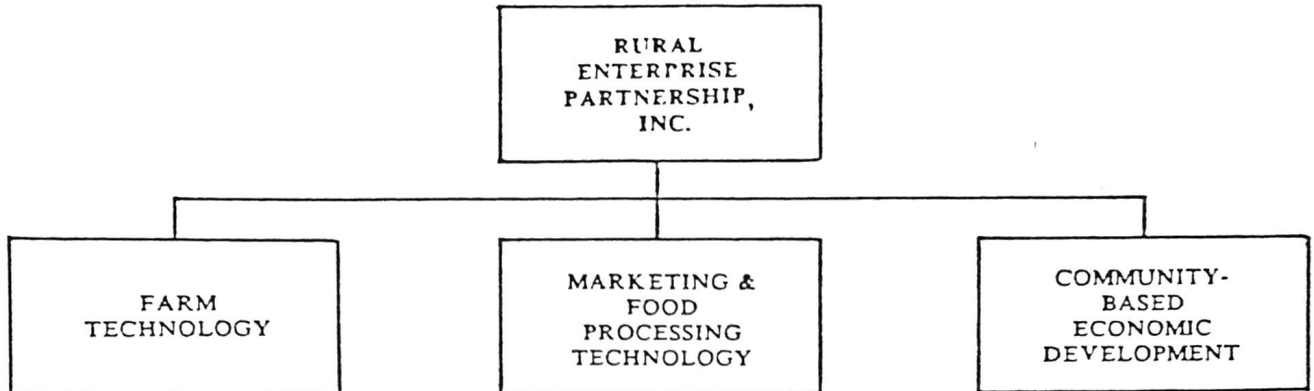 RURAL
ENTERPRISE
PARTNERSHIP,
INC.
FARM
TECHNOLOGY
MARKETING &
FOOD
PROCESSING
TECHNOLOGY
COMMUNITY-
BASED
ECONOMIC
DEVELOPMENT